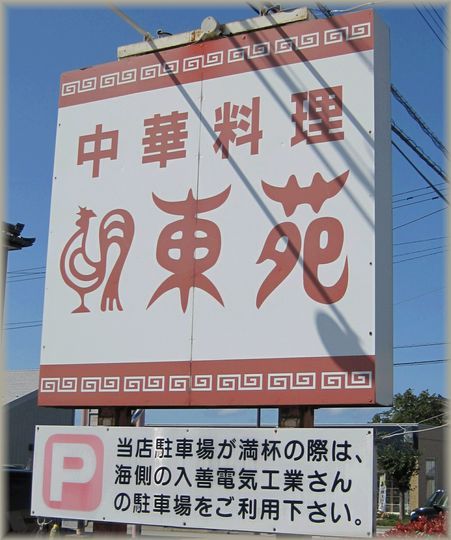 中華料理
東苑
P
当店駐車場が満杯の際は、
海側の入善電気工業さん
の駐車場をご利用下さい。